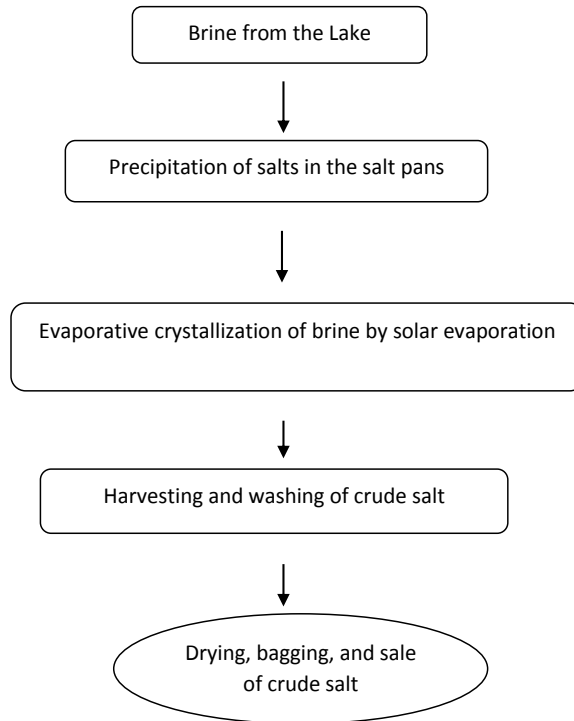 Brine from the Lake
Precipitation of salts in the salt pans
Evaporative crystallization of brine by solar evaporation
Harvesting and washing of crude salt
Drying, bagging, and sale
of crude salt